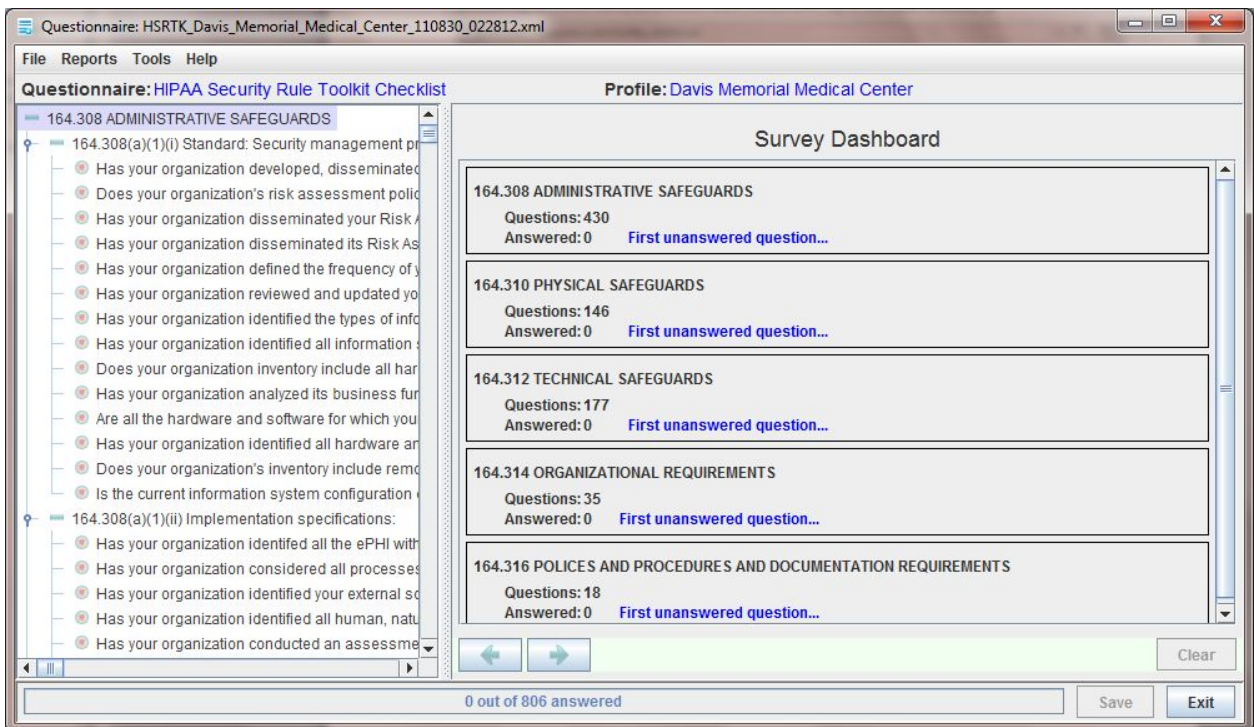 Questionnaire: HSRTK_Davis_Memorial_Medical_Center_110830_022812.xml
File Reports Tools Help
Questionnaire: HIPAA Security Rule Toolkit Checklist
Profile: Davis Memorial Medical Center
164.308 ADMINISTRATIVE SAFEGUARDS
164.308(a)(1)(i) Standard: Security management pr
Has your organization developed, disseminated
Does your organization's risk assessment polic
Has your organization disseminated your Risk A
Has your organization disseminated its Risk As
Has your organization defined the frequency of y
Has your organization reviewed and updated yo
Has your organization identified the types of info
Has your organization identified all information s
Does your organization inventory include all har
Has your organization analyzed its business fun
Are all the hardware and software for which you
Has your organization identified all hardware an
Does your organization's inventory include remo
Is the current information system configuration
164.308(a)(1)(ii) Implementation specifications:
Has your organization identifed all the ePHI with
Has your organization considered all processes
Has your organization identified your external so
Has your organization identified all human, natu
Has your organization conducted an assessme
Survey Dashboard
164.308 ADMINISTRATIVE SAFEGUARDS
Questions: 430
Answered: 0 First unanswered question...
164.310 PHYSICAL SAFEGUARDS
Questions: 146
Answered: 0 First unanswered question...
164.312 TECHNICAL SAFEGUARDS
Questions: 177
Answered: 0 First unanswered question...
164.314 ORGANIZATIONAL REQUIREMENTS
Questions: 35
Answered: 0 First unanswered question...
164.316 POLICES AND PROCEDURES AND DOCUMENTATION REQUIREMENTS
Questions: 18
Answered: 0 First unanswered question...
Clear
0 out of 806 answered
Save Exit